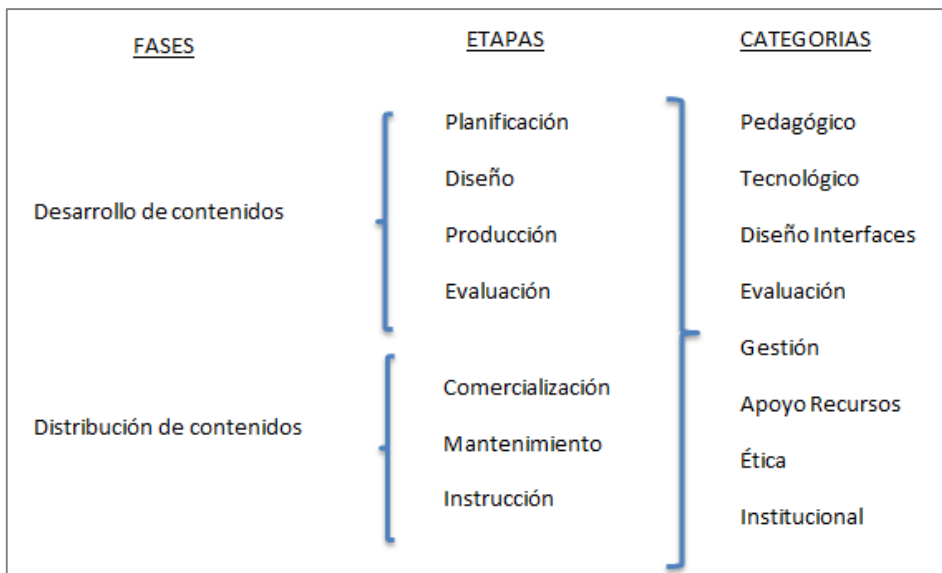 FASES
ETAPAS
CATEGORIAS
Desarrollo de contenidos
Planificación
Diseño
Producción
Evaluación
Distribución de contenidos
Comercialización
Mantenimiento
Instrucción
Pedagógico
Tecnológico
Diseño Interfaces
Evaluación
Gestión
Apoyo Recursos
Ética
Institucional